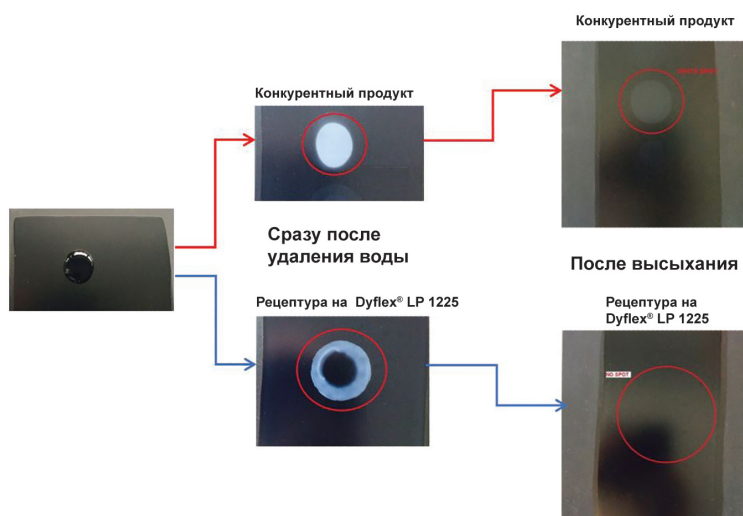 Конкурентный продукт
Конкурентный продукт
Сразу после
удаления воды
После высыхания
Рецептура на Dyflex® LP 1225
Рецептура на
Dyflex® LP 1225
NO SPOT